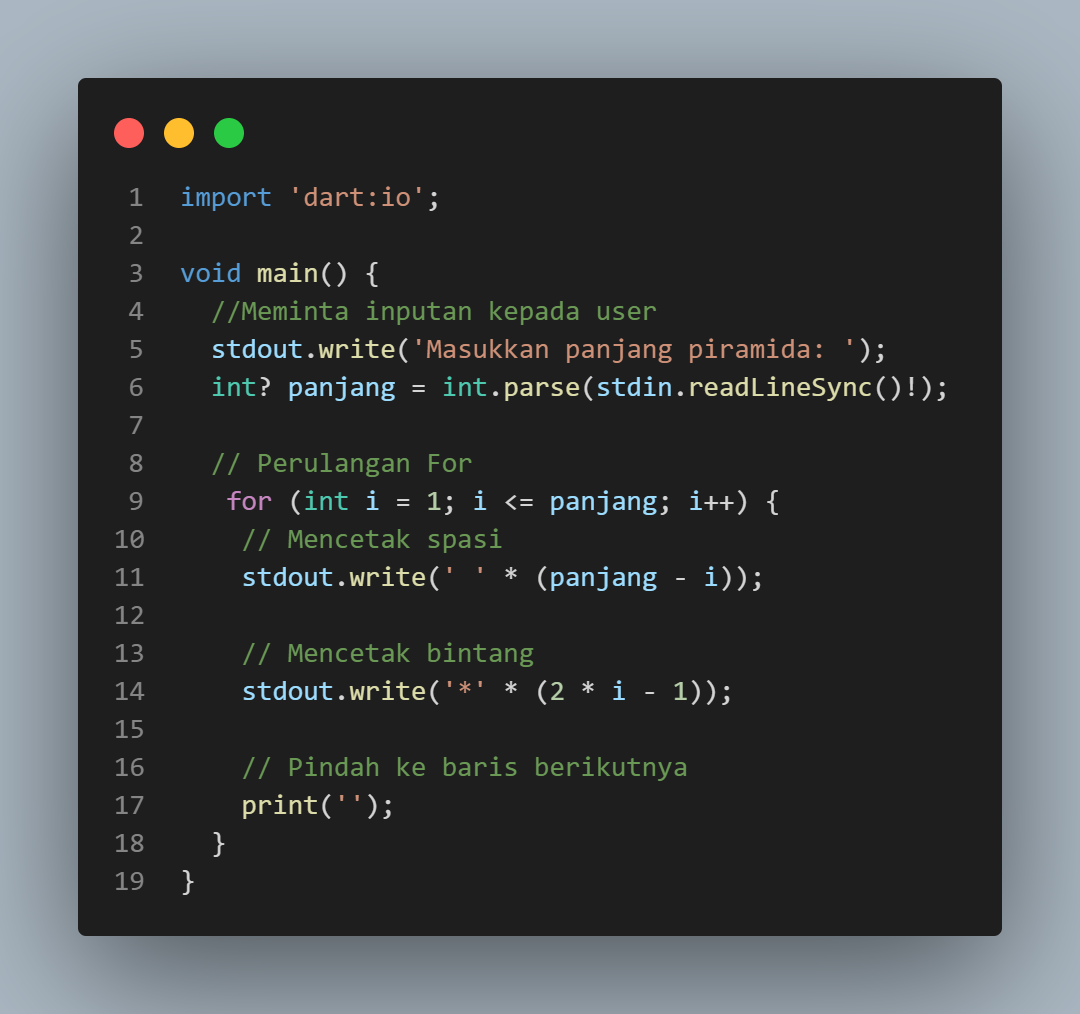 1 import 'dart:io';
2
3 void main() {
4   //Meminta inputan kepada user
5   stdout.write('Masukkan panjang piramida: ');
6   int? panjang = int.parse(stdin.readLineSync()!);
7
8   // Perulangan For
9    for (int i = 1; i <= panjang; i++) {
10     // Mencetak spasi
11     stdout.write(' ' * (panjang - i));
12
13     // Mencetak bintang
14     stdout.write('*' * (2 * i - 1));
15
16     // Pindah ke baris berikutnya
17     print('');
18   }
19 }